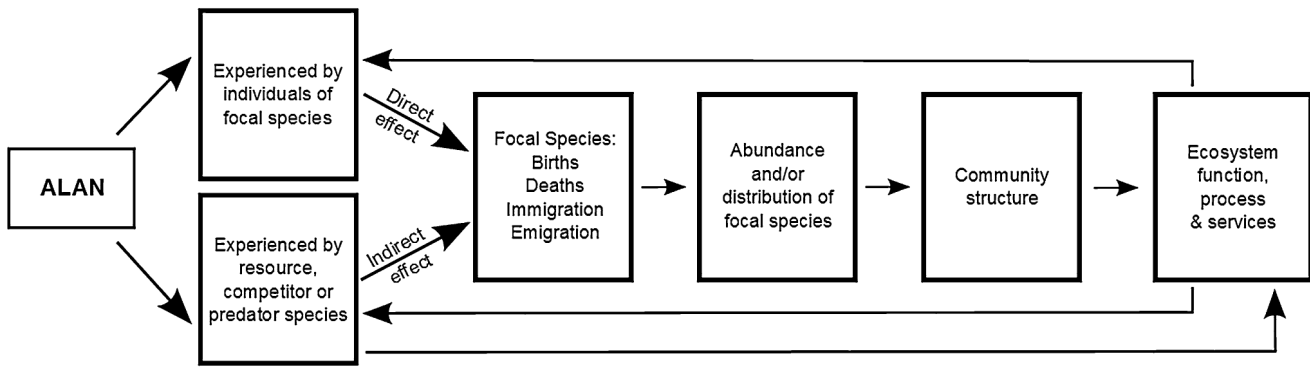 ALAN
Experienced by
individuals of
focal species
Experienced by
resource,
competitor or
predator species
Direct
effect
Indirect
effect
Focal Species:
Births
Deaths
Immigration
Emigration
Abundance
and/or
distribution of
focal species
Community
structure
Ecosystem
function,
process
& services